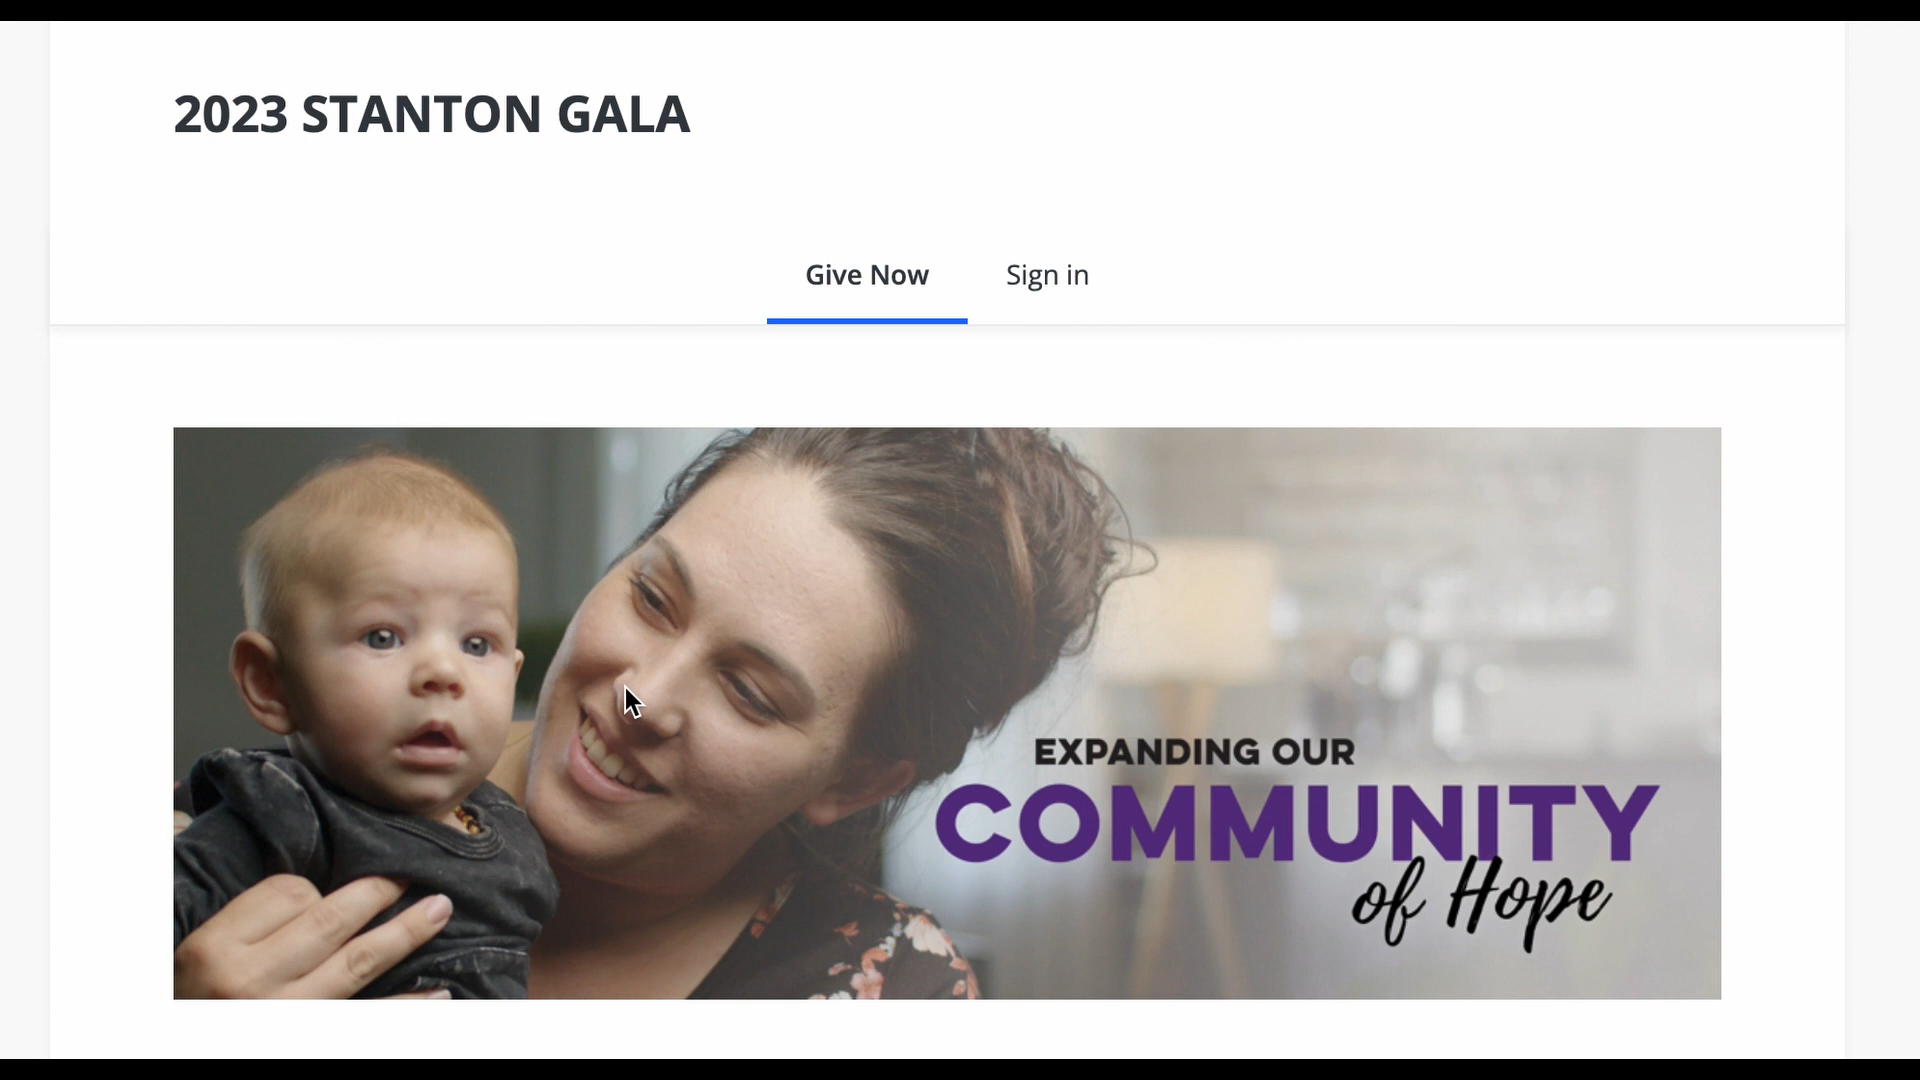 2023 STANTON GALA
Give Now
Sign in
EXPANDING OUR
COMMUNITY
of Hope